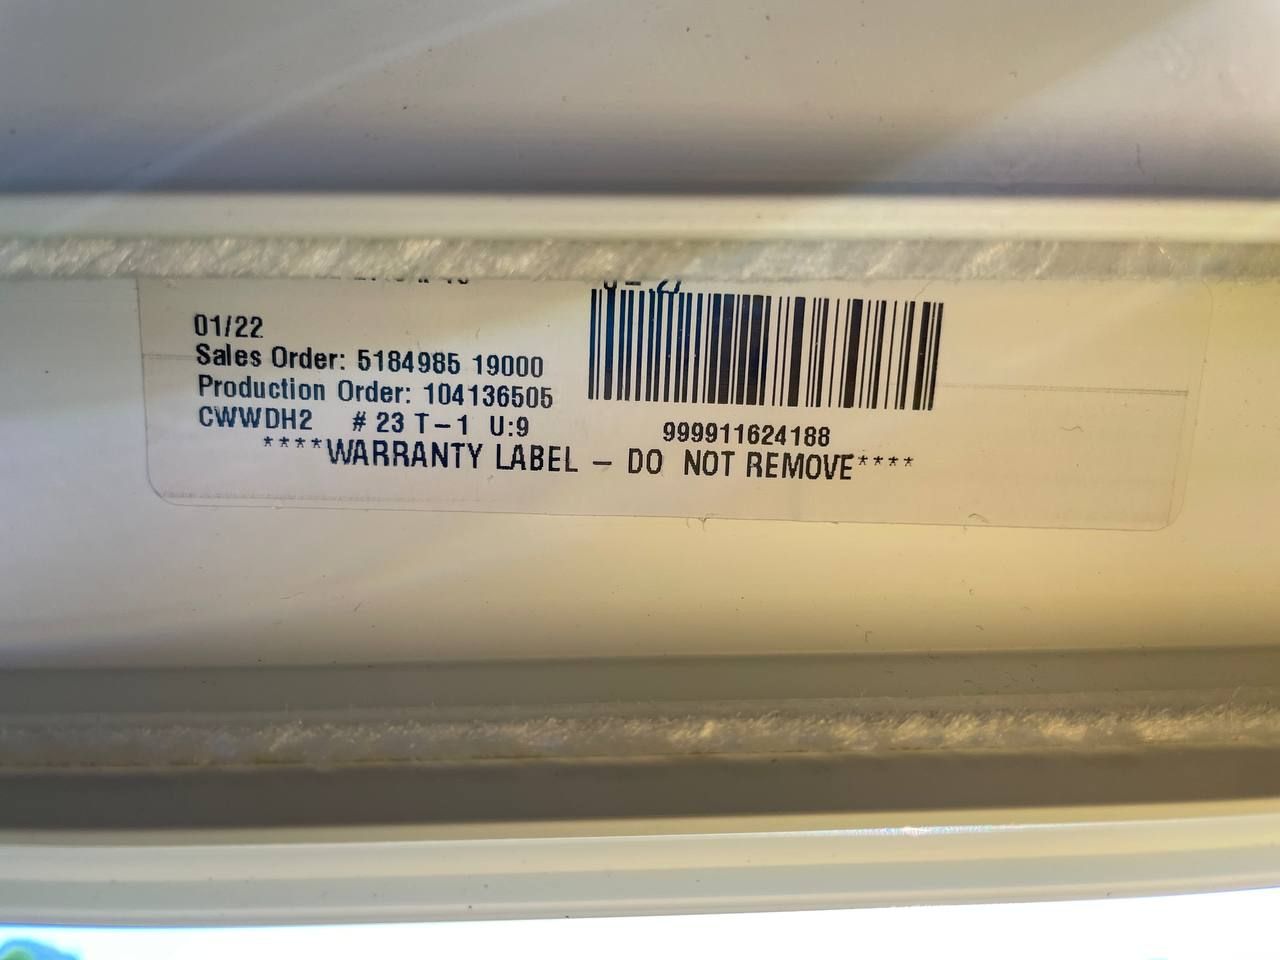 01/22
Sales Order: 5184985 19000
Production Order: 104136505
CWWDH2 # 23 T-1 U:9
999911624188
****WARRANTY LABEL - DO NOT REMOVE****